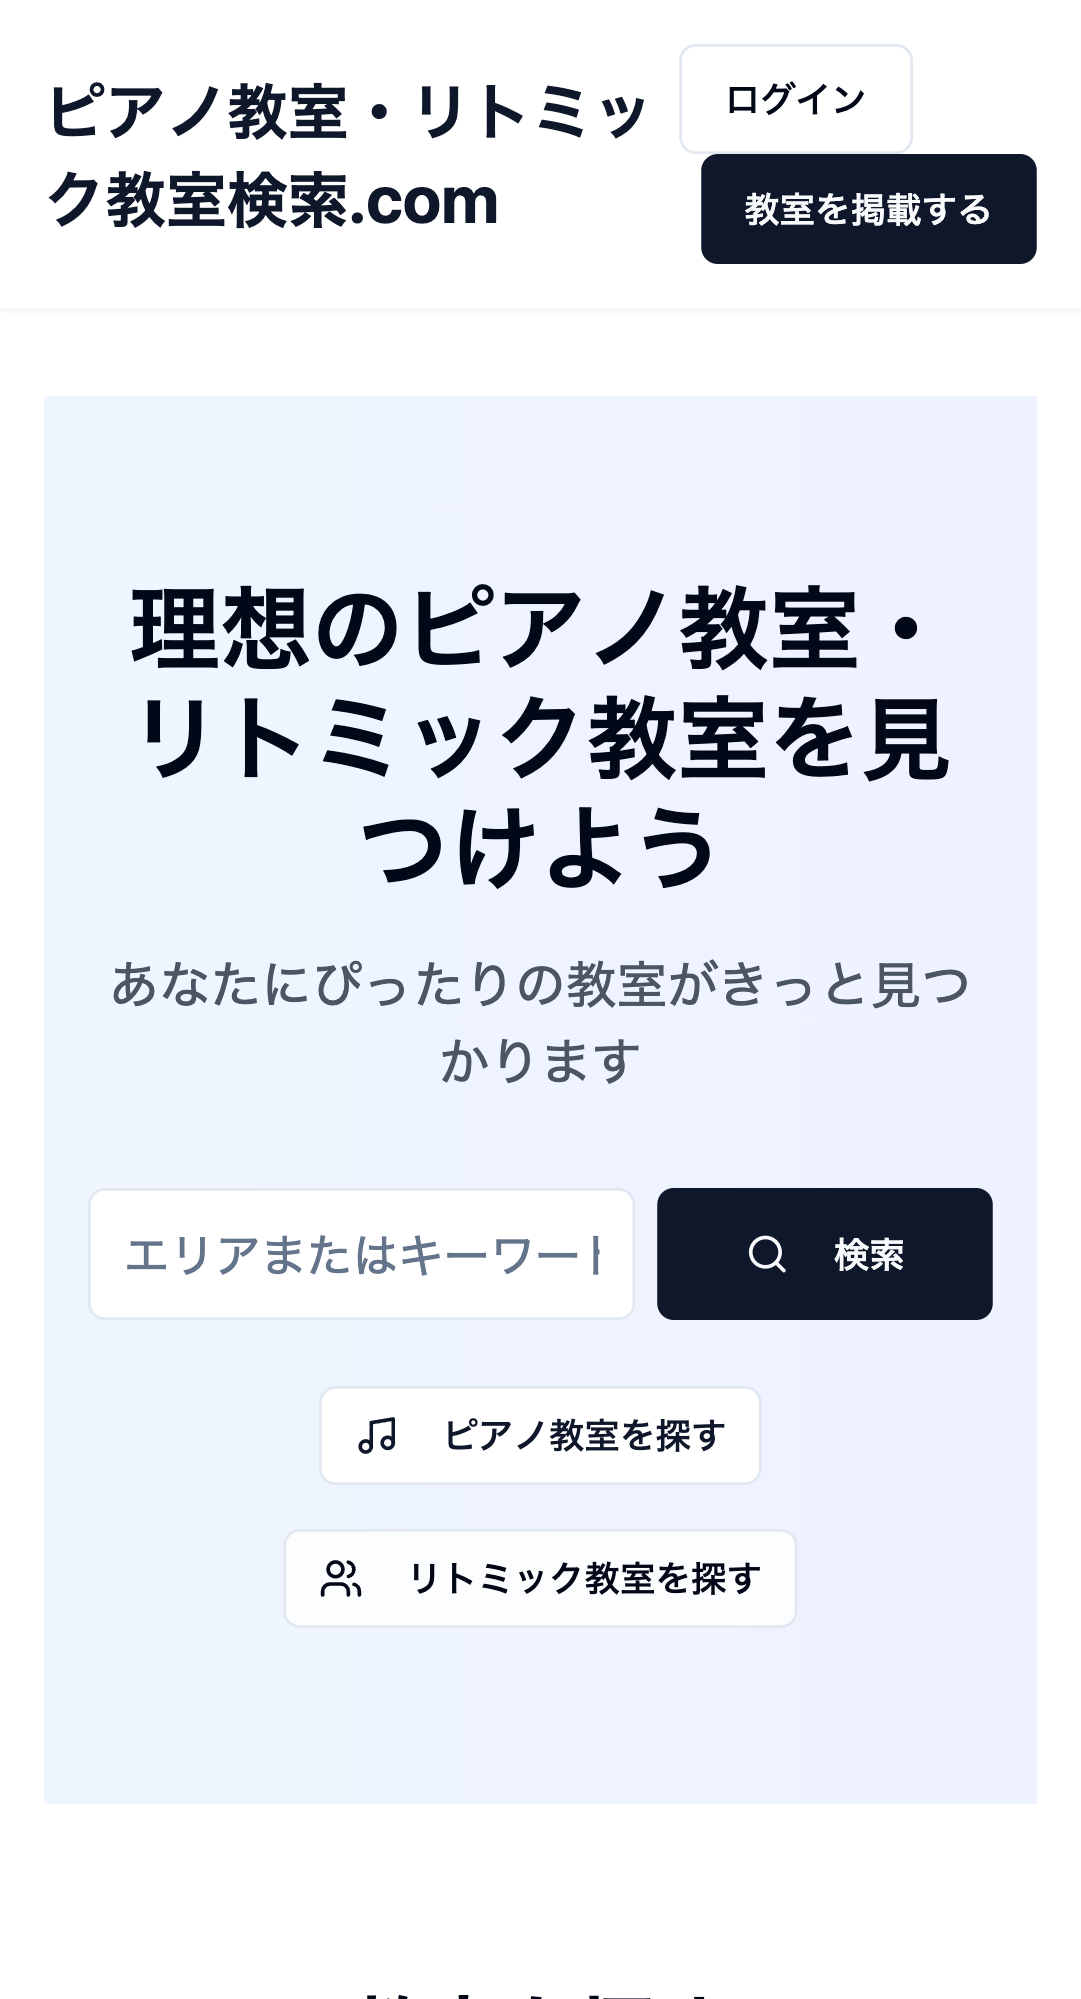 ピアノ教室・リトミッ
ク教室検索.com
ログイン
教室を掲載する
理想のピアノ教室・
リトミック教室を見
つけよう
あなたにぴったりの教室がきっと見つ
かります
エリアまたはキーワー
検索
ピアノ教室を探す
リトミック教室を探す